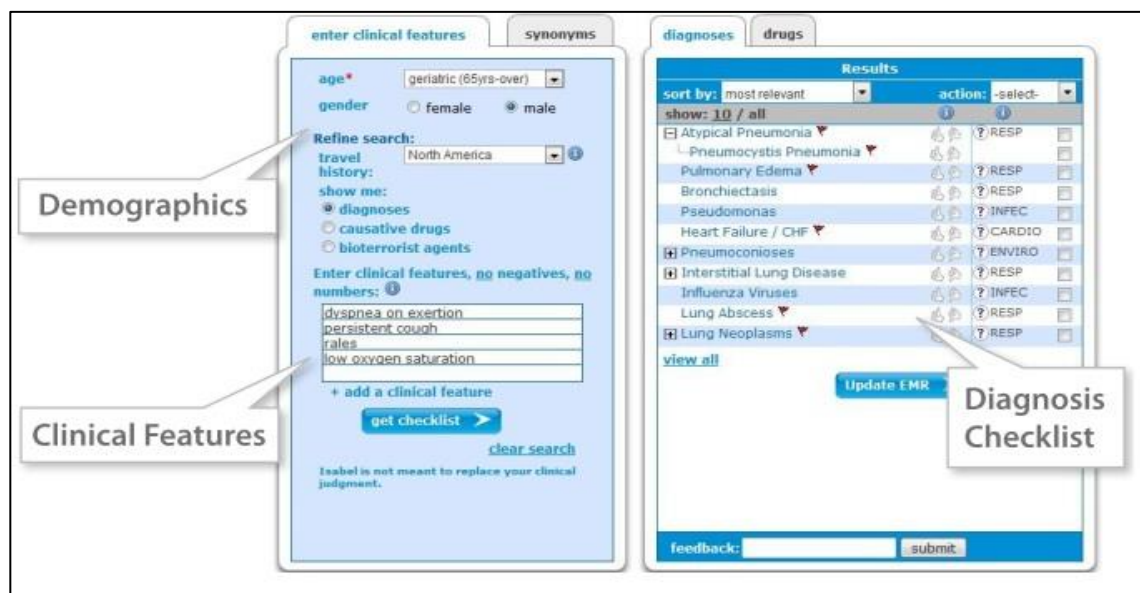 enter clinical features
synonyms
age*
geriatric (65yrs-over)
gender
female
male
Refine search:
travel history:
North America
show me:
diagnoses
causative drugs
bioterrorist agents
Enter clinical features, no negatives, no
numbers:
dyspnea on exertion
persistent cough
rales
low oxygen saturation
+ add a clinical feature
get checklist
clear search
Isabel is not meant to replace your clinical
judgment.
Demographics
Clinical Features
diagnoses
drugs
Results
sort by: most relevant action: -select-
show: 10 / all
Atypical Pneumonia ? RESP
Pneumocystis Pneumonia
Pulmonary Edema ? RESP
Bronchiectasis ? RESP
Pseudomonas ? INFEC
Heart Failure / CHF ? CARDIO
Pneumoconioses ? ENVIRO
Interstitial Lung Disease ? RESP
Influenza Viruses ? INFEC
Lung Abscess ? RESP
Lung Neoplasms ? RESP
view all
Update EMR
Diagnosis
Checklist
feedback: submit